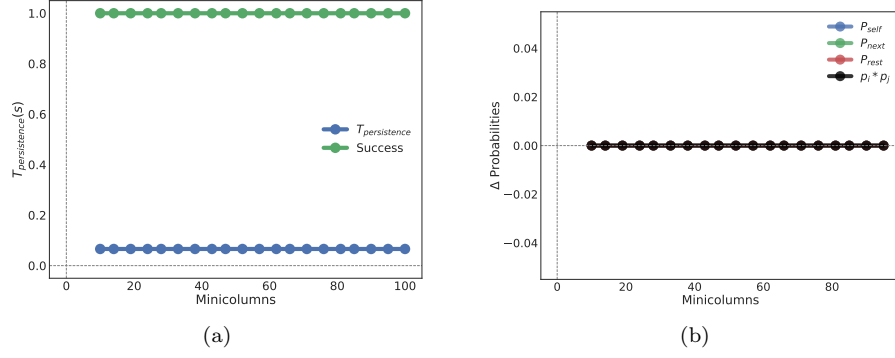 1.0
0.8
0.6
0.4
0.2
0.0
T_persistence(s)
T_persistence
Success
0 20 40 60 80 100
Minicolumns
(a)
0.04
0.02
0.00
−0.02
−0.04
Δ Probabilities
P_self
P_next
P_rest
p_i * p_j
0 20 40 60 80
Minicolumns
(b)